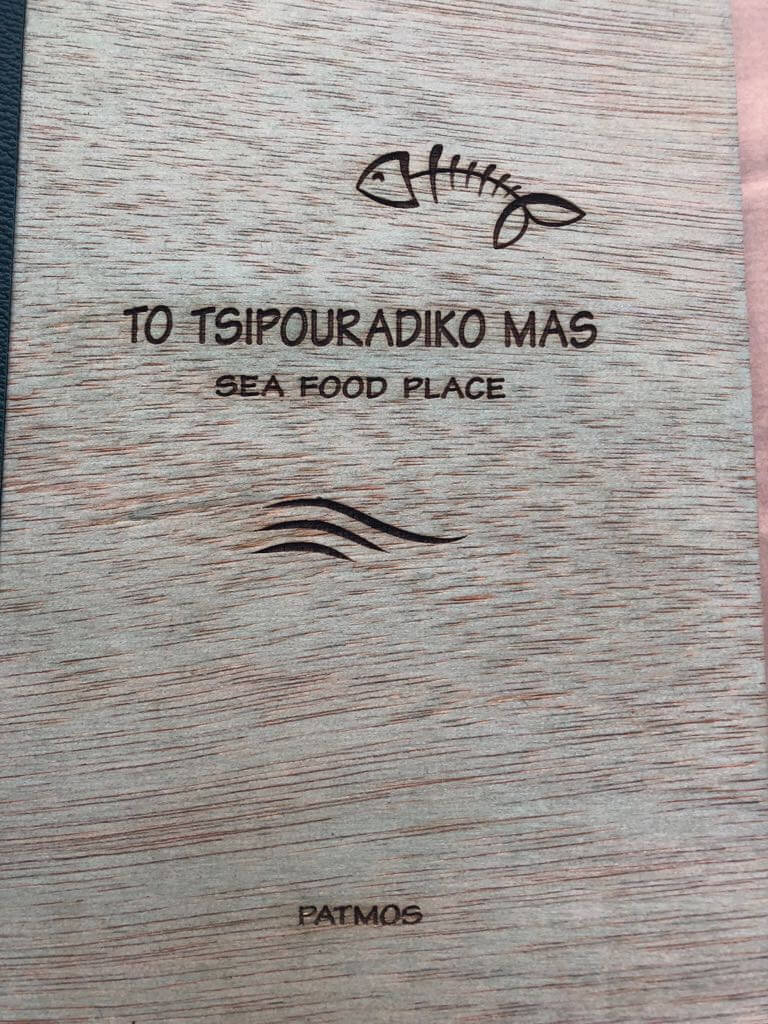 TO TSIPOURADIKO MAS
SEA FOOD PLACE
PATMOS